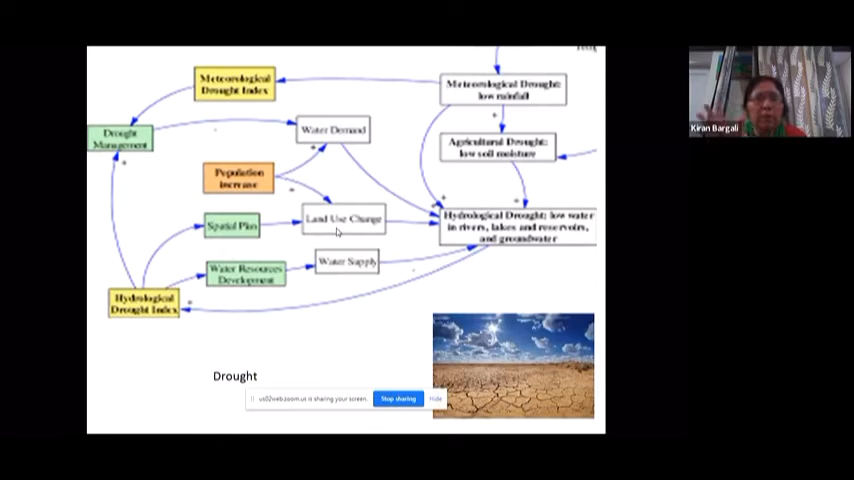 Meteorological
Drought Index
Meteorological Drought:
low rainfall
Drought
Management
Water Demand
Agricultural Drought:
low soil moisture
Population
increase
Spatial Plan
Land Use Change
Hydrological Drought: low water
in rivers, lakes and reservoirs,
and groundwater
Water Resources
Development
Water Supply
Hydrological
Drought Index
Drought
us02web.zoom.us is sharing your screen.
Stop sharing
Hide
Kiran Bargali